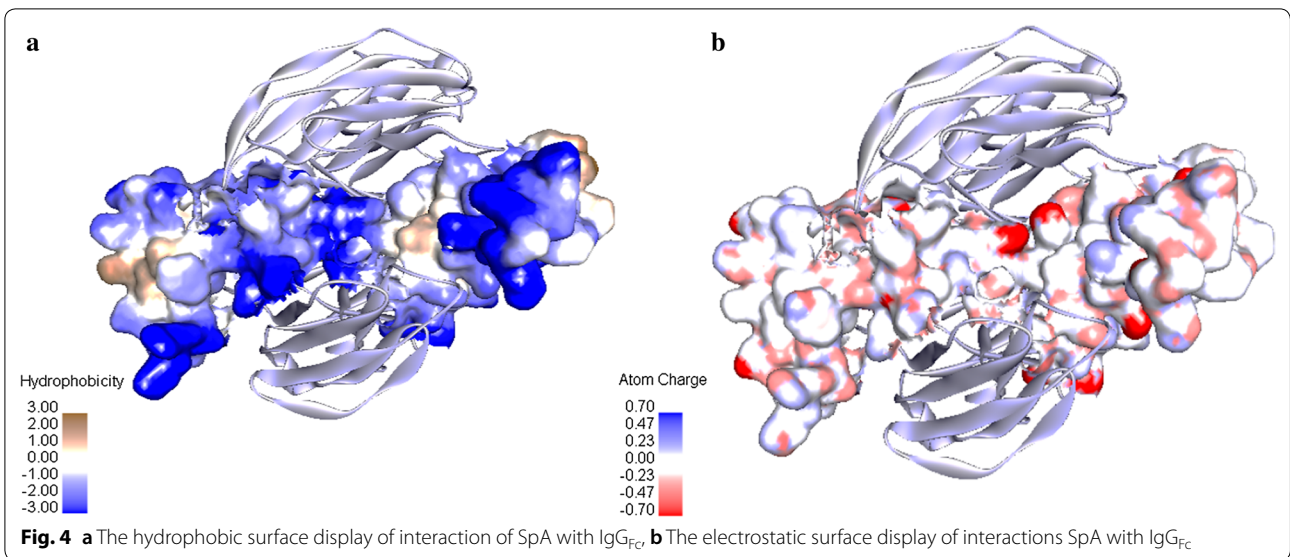 a
b
Hydrophobicity
3.00
2.00
1.00
0.00
-1.00
-2.00
-3.00
Atom Charge
0.70
0.47
0.23
0.00
-0.23
-0.47
-0.70
Fig. 4 a The hydrophobic surface display of interaction of SpA with IgGFc, b The electrostatic surface display of interactions SpA with IgGFc